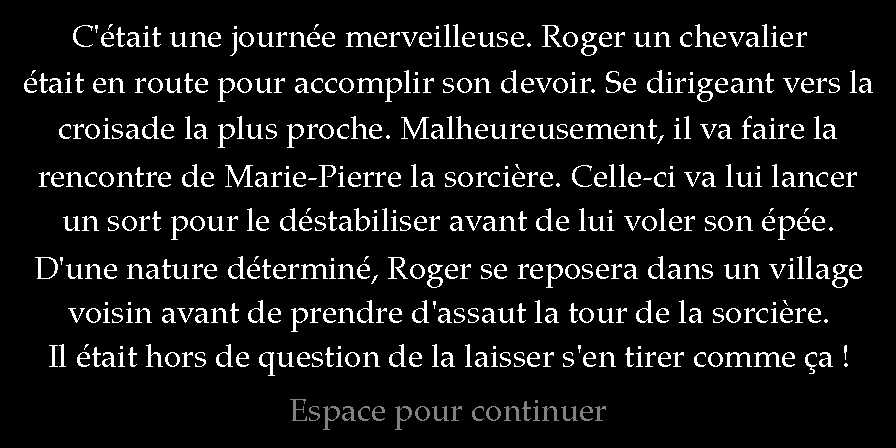 C'était une journée merveilleuse. Roger un chevalier
était en route pour accomplir son devoir. Se dirigeant vers la
croisade la plus proche. Malheureusement, il va faire la
rencontre de Marie-Pierre la sorcière. Celle-ci va lui lancer
un sort pour le déstabiliser avant de lui voler son épée.
D'une nature déterminé, Roger se reposera dans un village
voisin avant de prendre d'assaut la tour de la sorcière.
Il était hors de question de la laisser s'en tirer comme ça !
Espace pour continuer